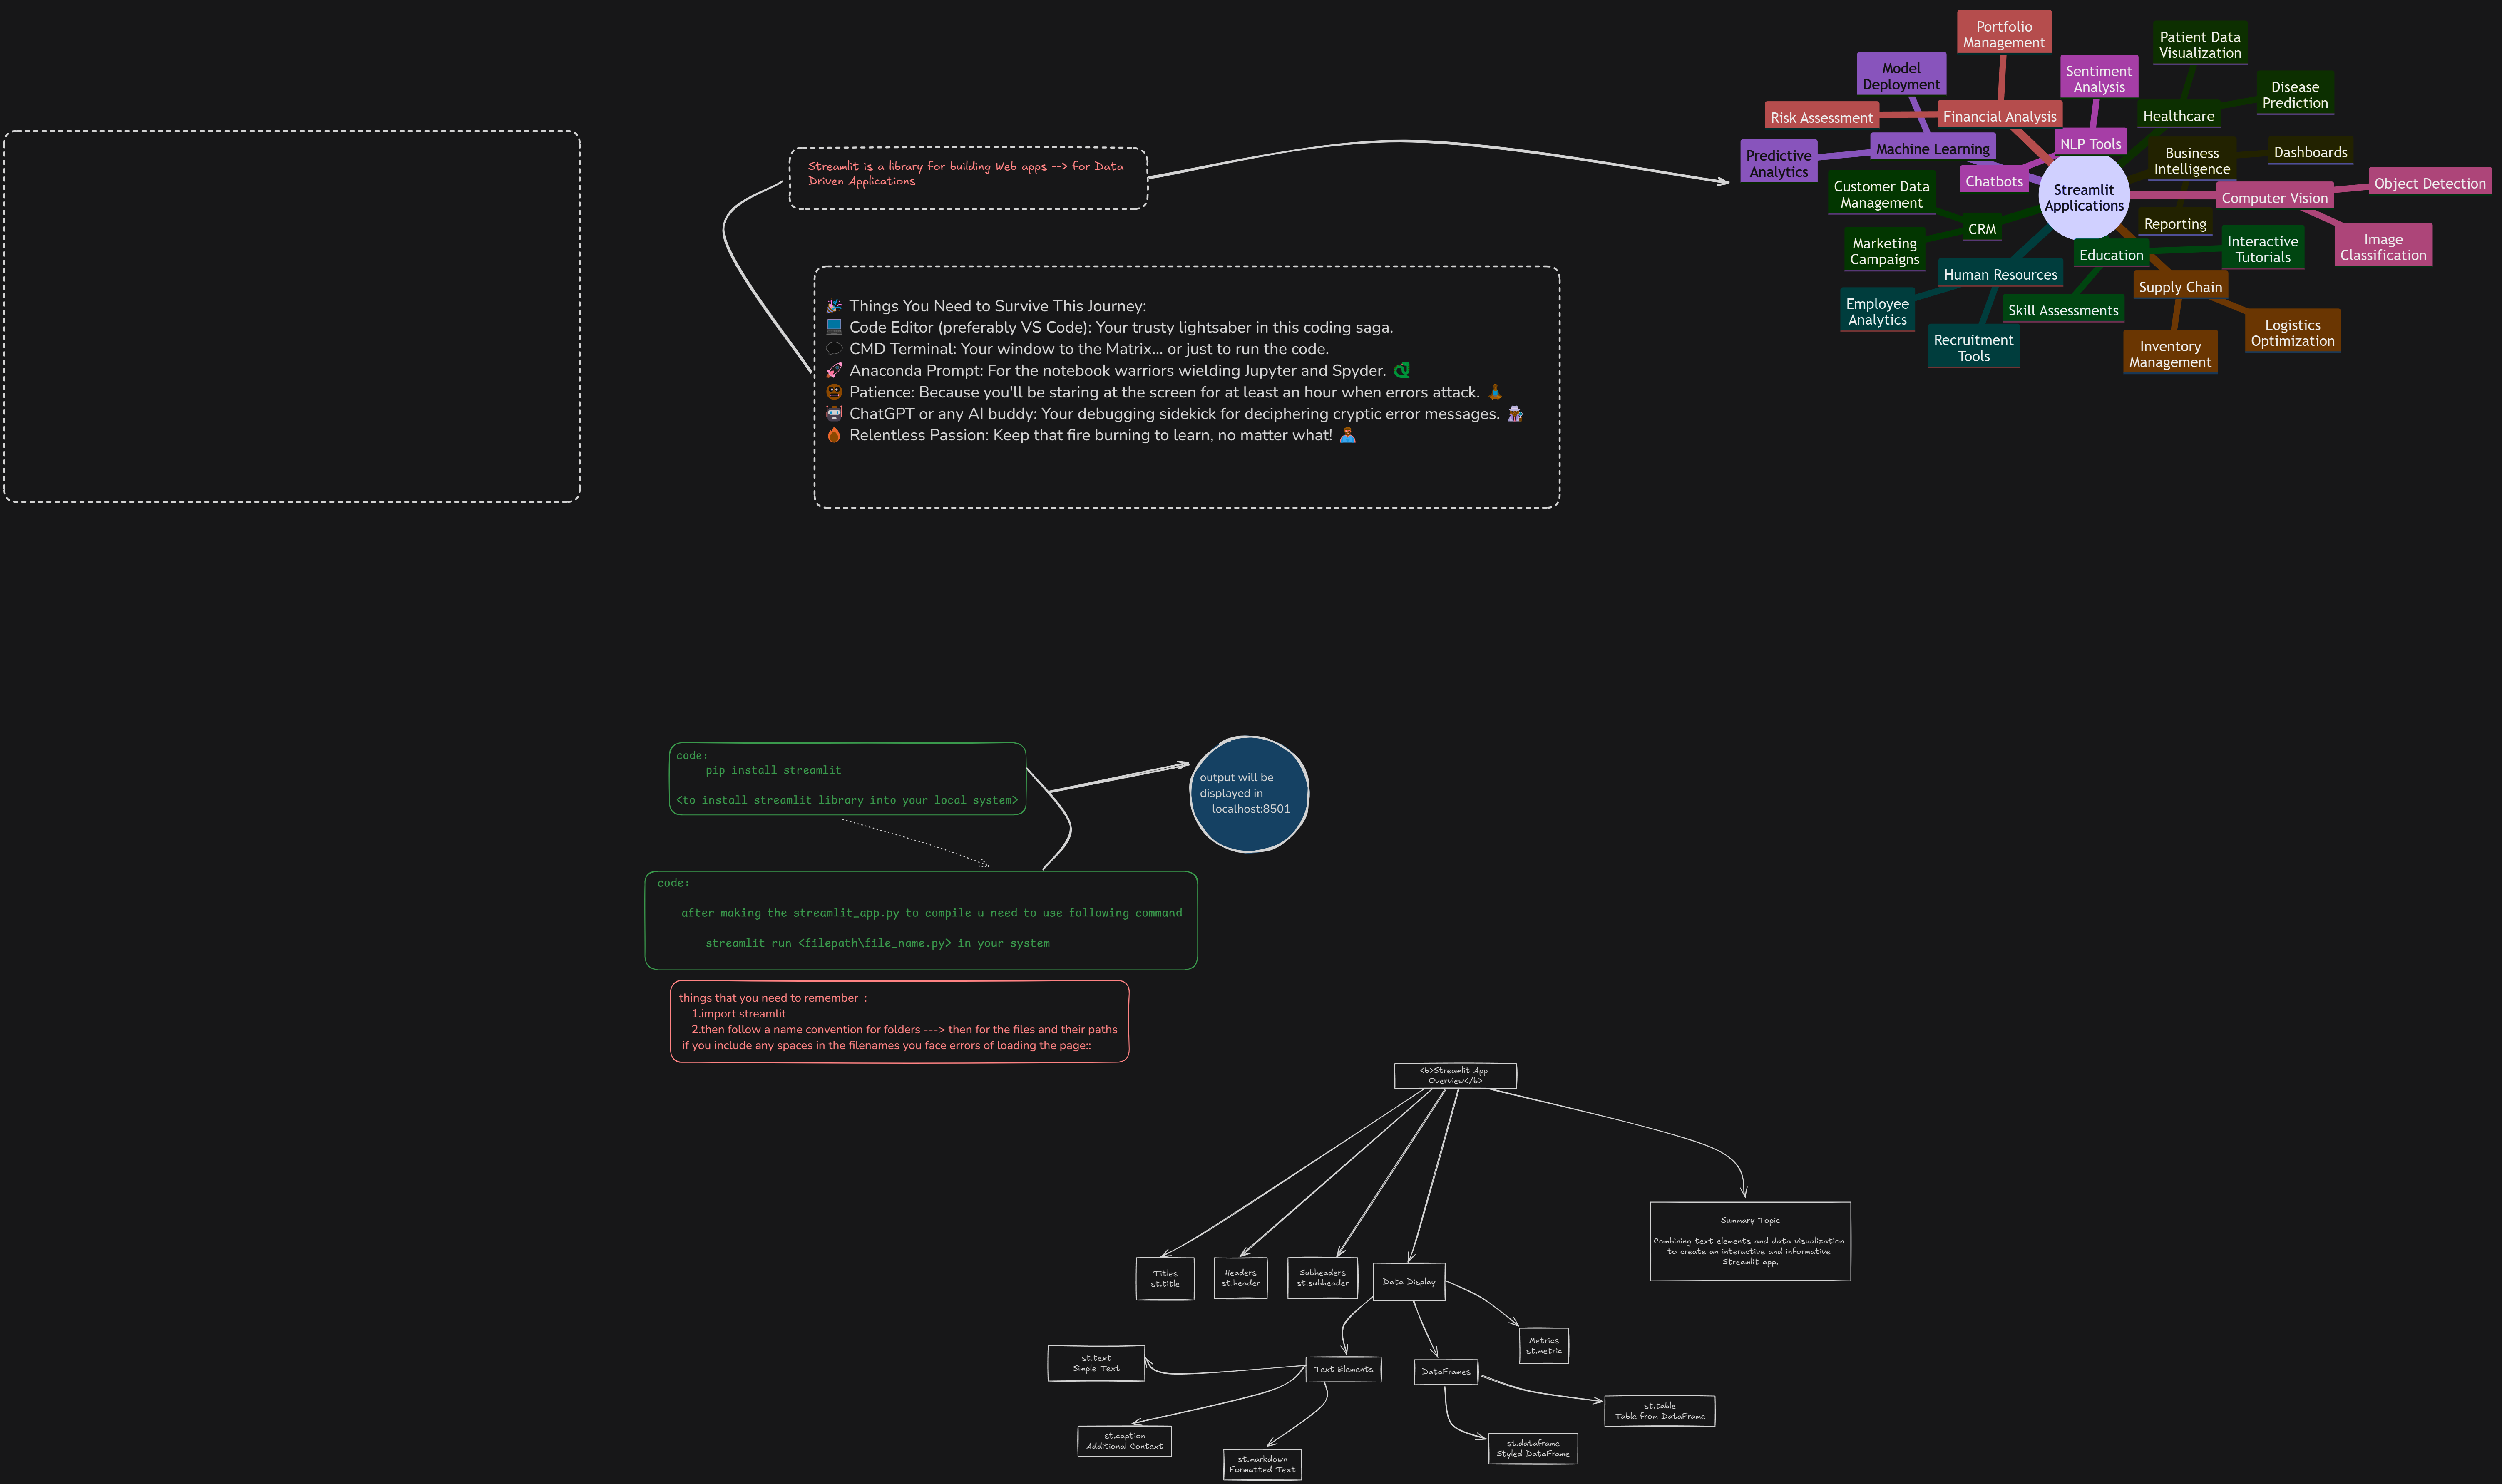 Streamlit is a library for building Web apps --> for Data
Driven Applications
🎉 Things You Need to Survive This Journey:
💻 Code Editor (preferably VS Code): Your trusty lightsaber in this coding saga.
💭 CMD Terminal: Your window to the Matrix... or just to run the code.
🚀 Anaconda Prompt: For the notebook warriors wielding Jupyter and Spyder. 🐉
Patience: Because you'll be staring at the screen for at least an hour when errors attack.
🤖 ChatGPT or any AI buddy: Your debugging sidekick for deciphering cryptic error messages.
🔥 Relentless Passion: Keep that fire burning to learn, no matter what!
Portfolio
Management
Patient Data
Visualization
Model
Deployment
Sentiment
Analysis
Disease
Prediction
Risk Assessment
Financial Analysis
Healthcare
NLP Tools
Machine Learning
Predictive
Analytics
Business
Intelligence
Dashboards
Chatbots
Customer Data
Management
Streamlit
Applications
Computer Vision
Object Detection
CRM
Reporting
Marketing
Campaigns
Education
Interactive
Tutorials
Image
Classification
Human Resources
Supply Chain
Employee
Analytics
Skill Assessments
Recruitment
Tools
Inventory
Management
Logistics
Optimization
code:
pip install streamlit
<to install streamlit library into your local system>
output will be
displayed in
localhost:8501
code:
after making the streamlit_app.py to compile u need to use following command
streamlit run <filepath\file_name.py> in your system
things that you need to remember :
1.import streamlit
2.then follow a name convention for folders ---> then for the files and their paths
if you include any spaces in the filenames you face errors of loading the page::
<b>Streamlit App
Overview</b>
Summary Topic
Combining text elements and data visualization
to create an interactive and informative
Streamlit app.
Titles
st.title
Headers
st.header
Subheaders
st.subheader
Data Display
Metrics
st.metric
st.text
Simple Text
Text Elements
DataFrames
st.table
Table from DataFrame
st.caption
Additional Context
st.markdown
Formatted Text
st.dataframe
Styled DataFrame